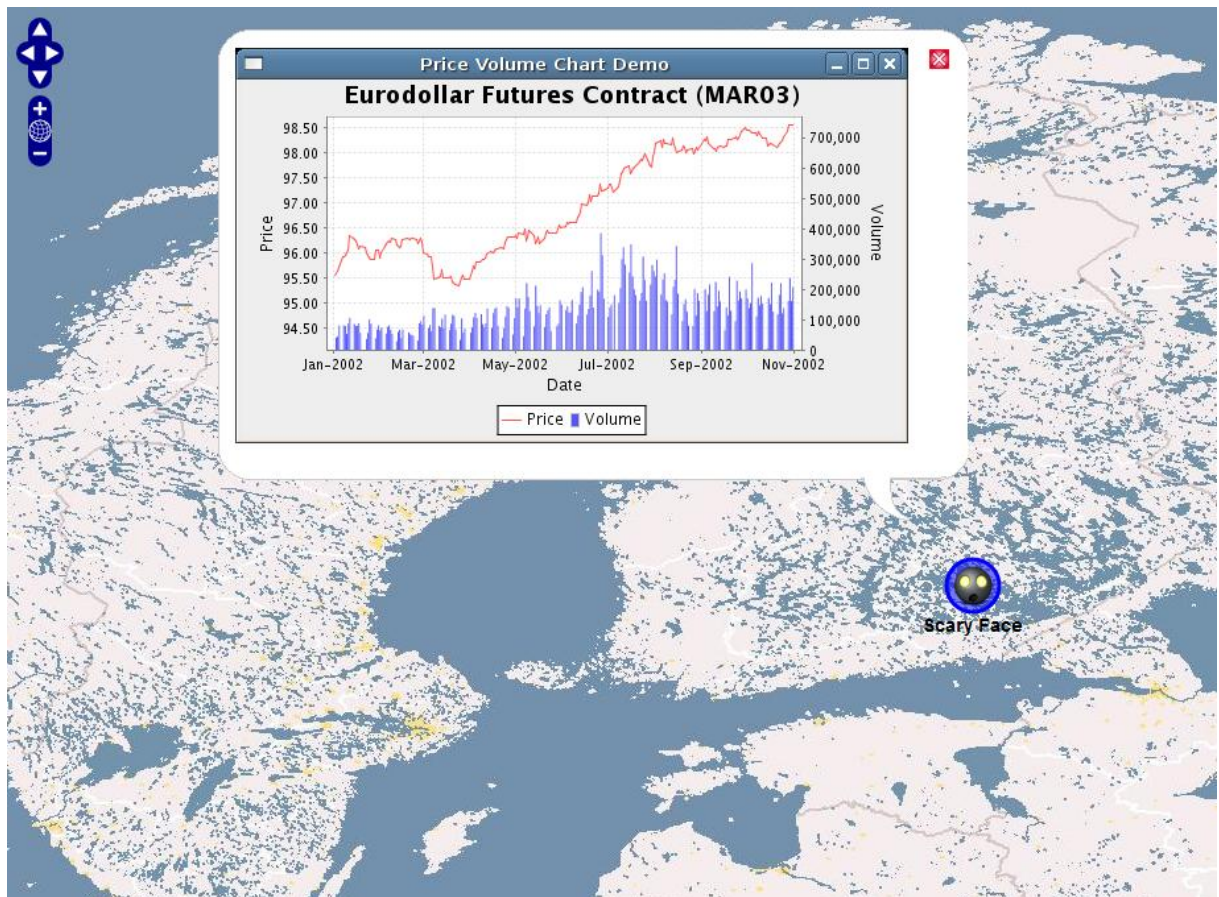 Price Volume Chart Demo
Eurodollar Futures Contract (MAR03)
98.50
98.00
97.50
97.00
96.50
96.00
95.50
95.00
94.50
Price
700,000
600,000
500,000
400,000
300,000
200,000
100,000
0
Volume
Jan-2002 Mar-2002 May-2002 Jul-2002 Sep-2002 Nov-2002
Date
Price Volume
Scary Face